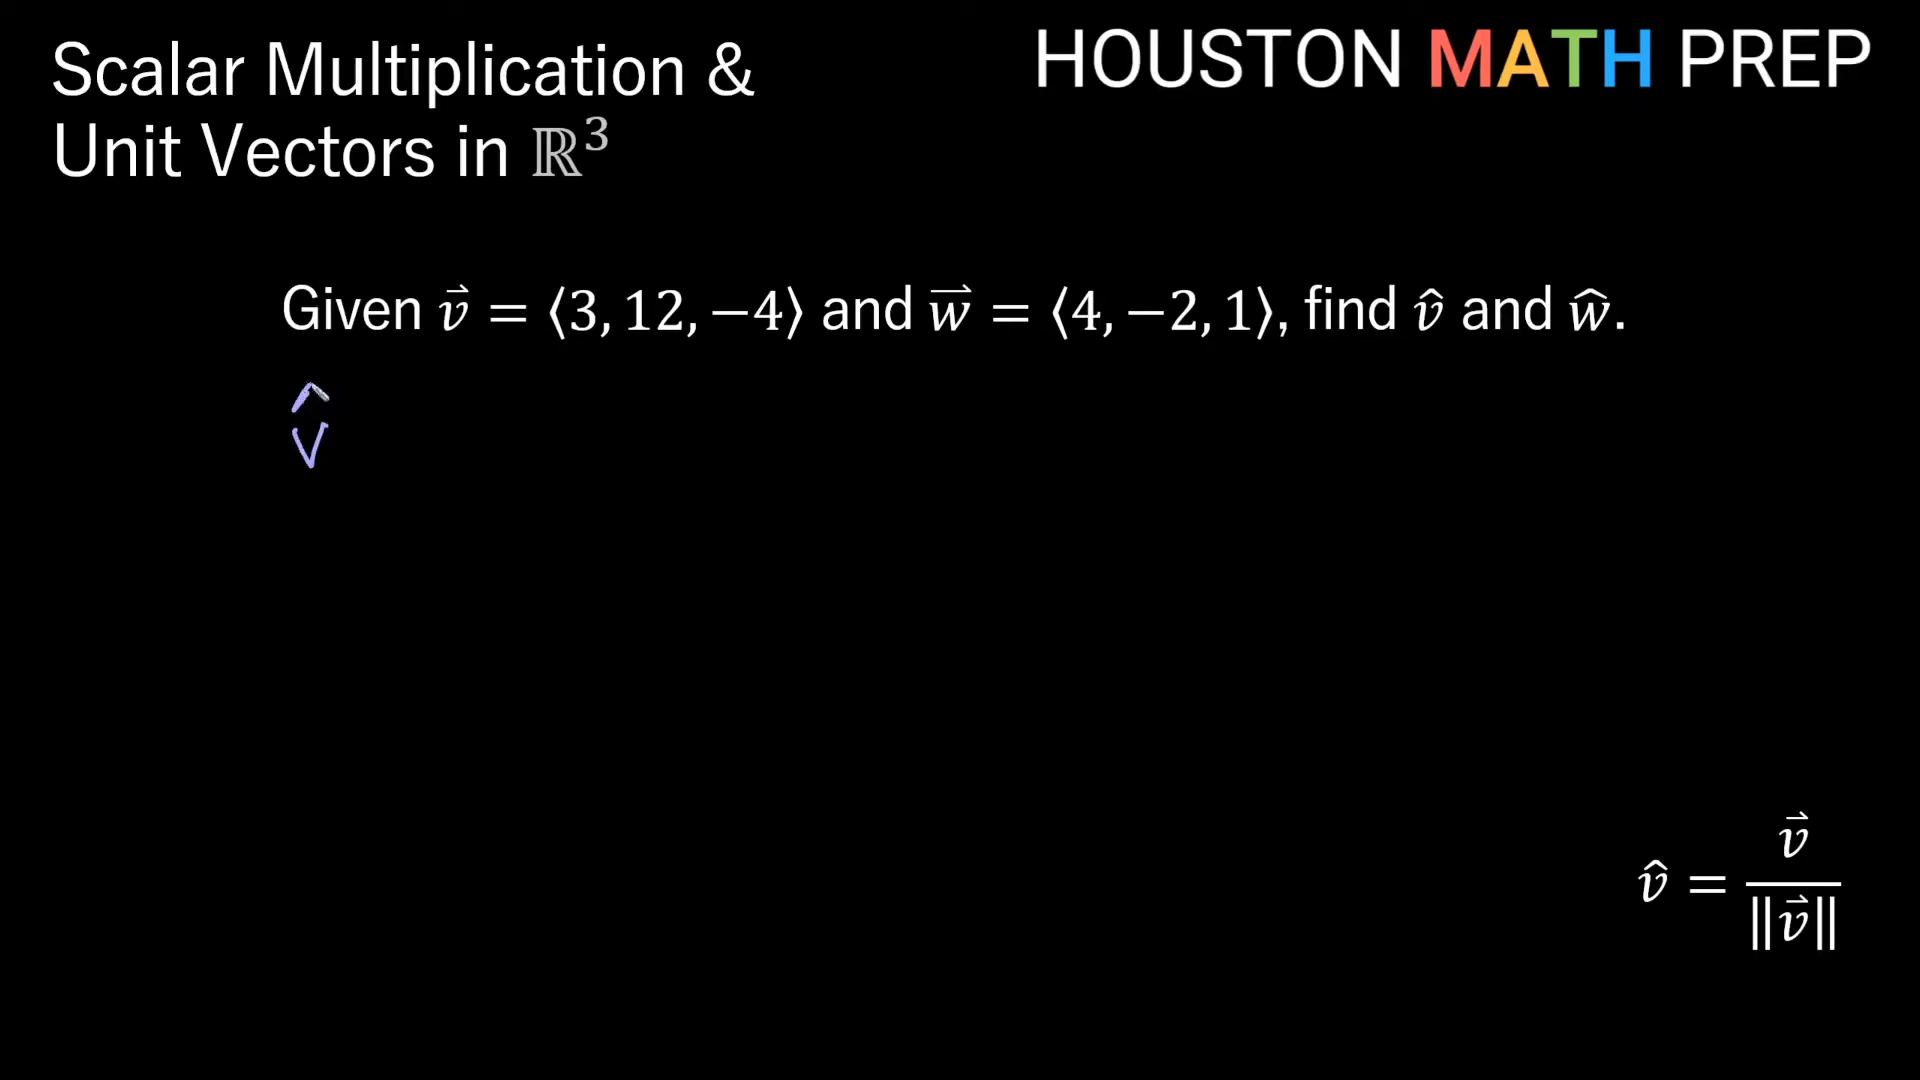 Scalar Multiplication &
Unit Vectors in ℝ³
HOUSTON MATH PREP
Given v⃗ = ⟨3, 12, −4⟩ and w⃗ = ⟨4, −2, 1⟩, find v̂ and ŵ.
v̂
v̂ = v⃗ / ‖v⃗‖